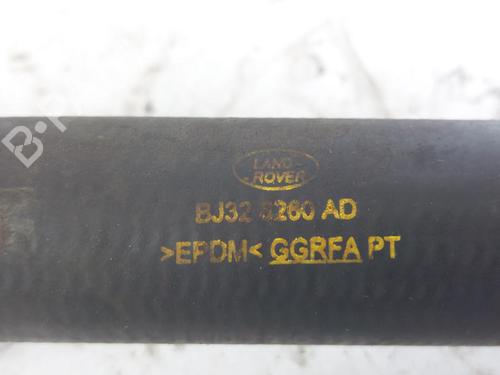 LAND-
-ROVER
BJ32 8260 AD
>EPDM< GGRFA PT